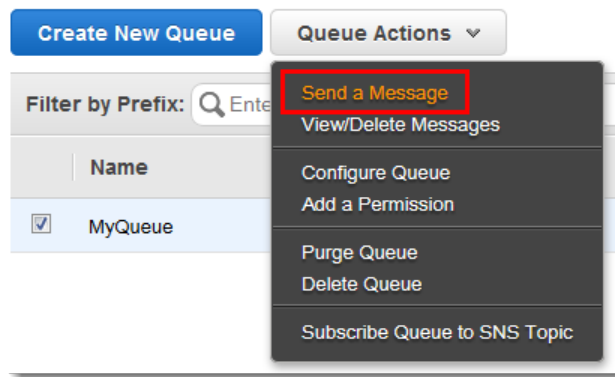 Create New Queue
Queue Actions
Filter by Prefix: Ente
Send a Message
View/Delete Messages
Name
Configure Queue
Add a Permission
MyQueue
Purge Queue
Delete Queue
Subscribe Queue to SNS Topic